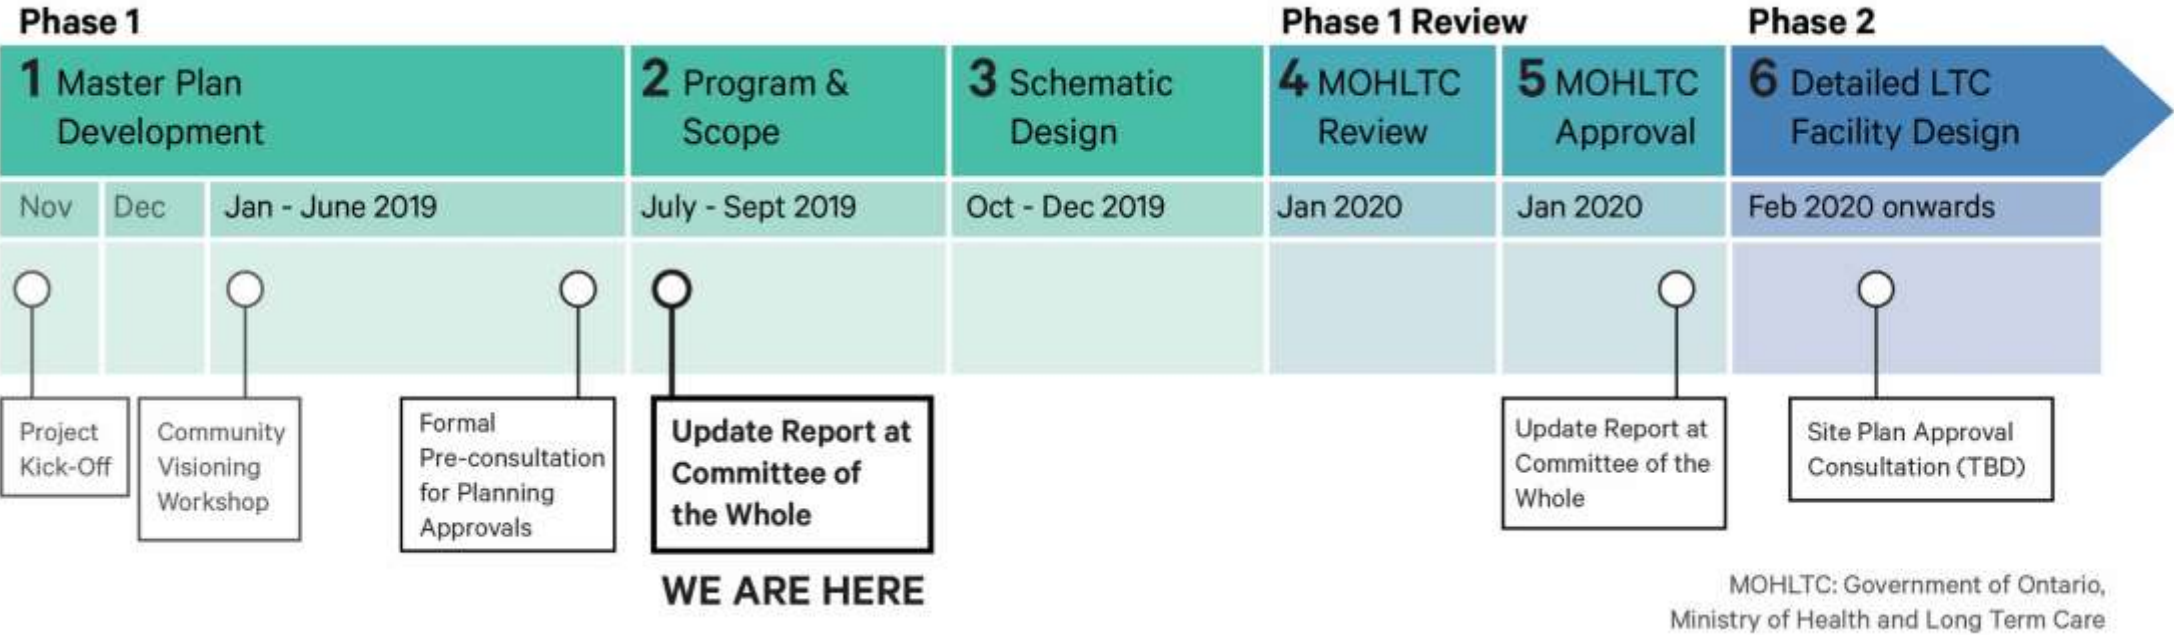 Phase 1
Phase 1 Review
Phase 2
1 Master Plan
Development
2 Program &
Scope
3 Schematic
Design
4 MOHLTC
Review
5 MOHLTC
Approval
6 Detailed LTC
Facility Design
Nov
Dec
Jan - June 2019
July - Sept 2019
Oct - Dec 2019
Jan 2020
Jan 2020
Feb 2020 onwards
Project
Kick-Off
Community
Visioning
Workshop
Formal
Pre-consultation
for Planning
Approvals
Update Report at
Committee of
the Whole
WE ARE HERE
Update Report at
Committee of the
Whole
Site Plan Approval
Consultation (TBD)
MOHLTC: Government of Ontario,
Ministry of Health and Long Term Care